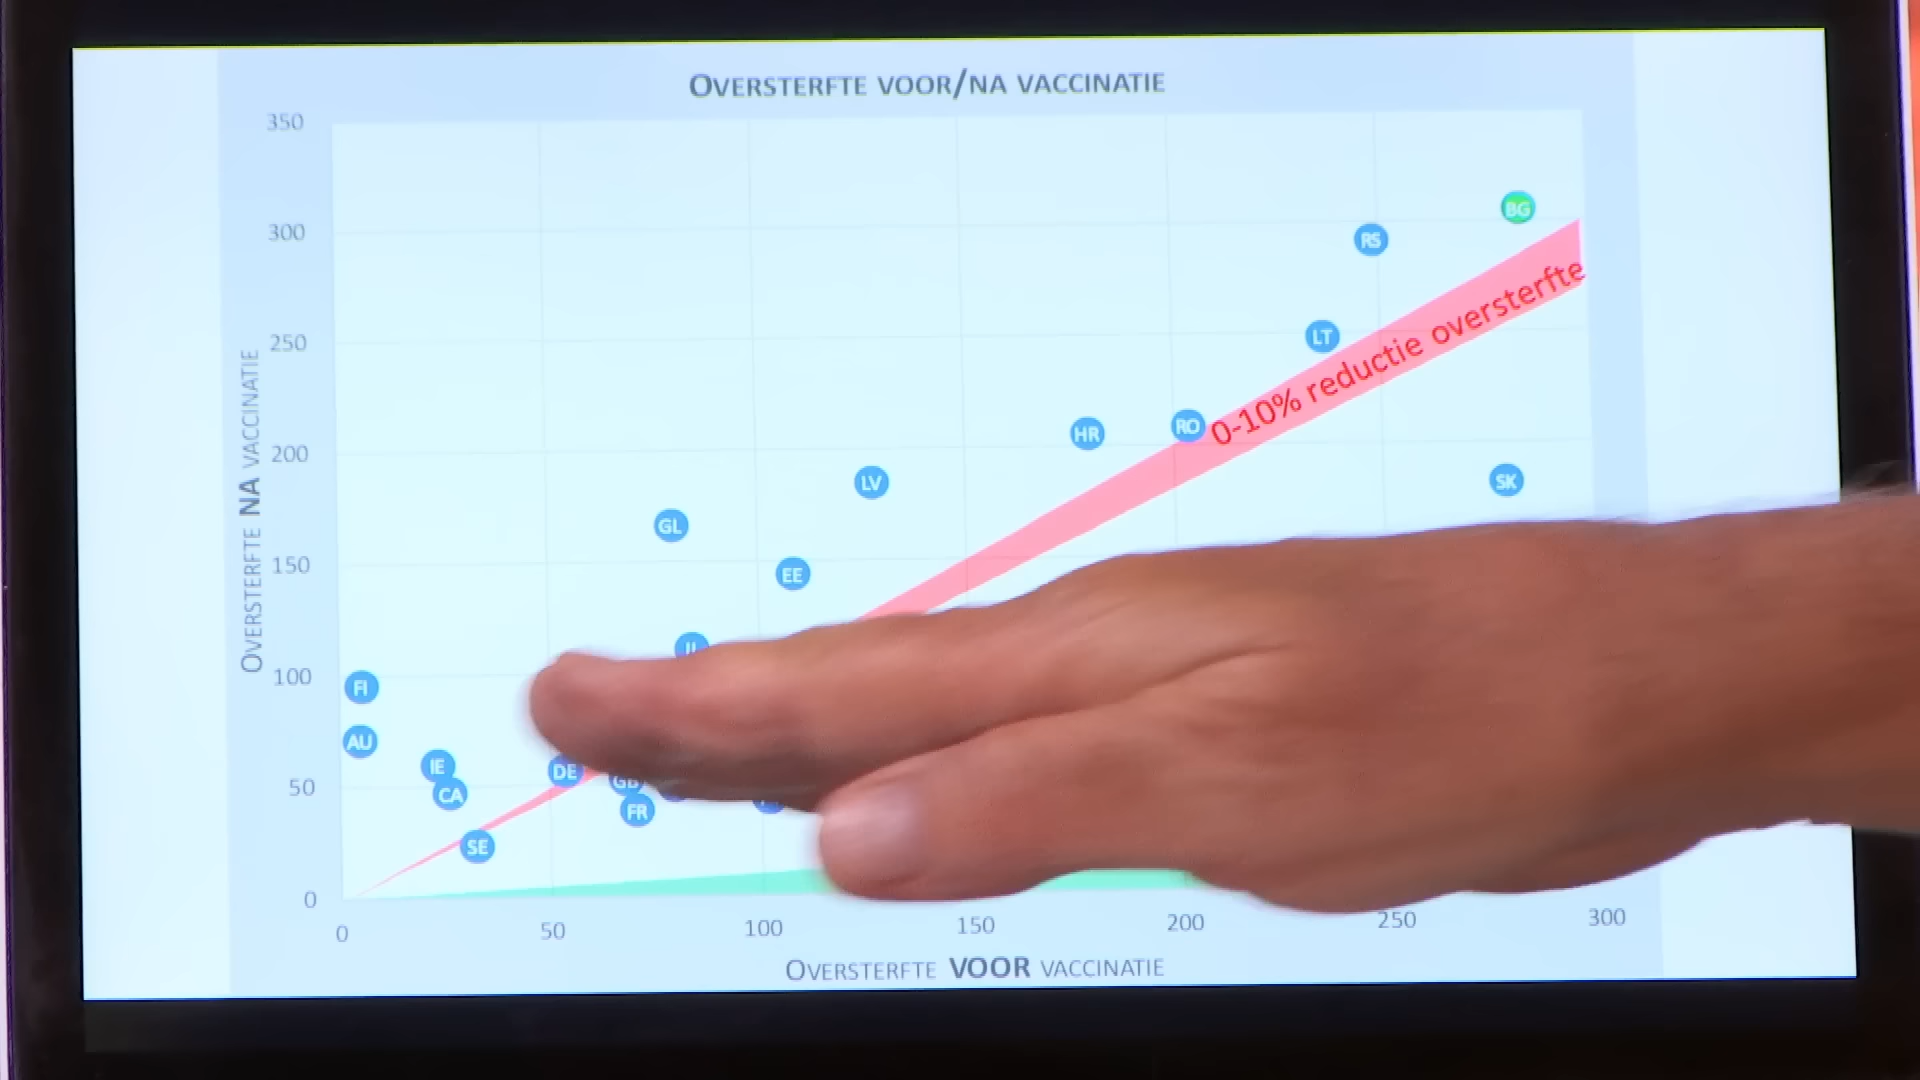 OVERSTERFTE VOOR/NA VACCINATIE
350
300
250
200
150
100
50
0
OVERSTERFTE NA VACCINATIE
BG
RS
LT
0-10% reductie oversterfte
HR
RO
SK
LV
GL
EE
FI
AU
IE
CA
DE
GB
FR
SE
0
50
100
150
200
250
300
OVERSTERFTE VOOR VACCINATIE